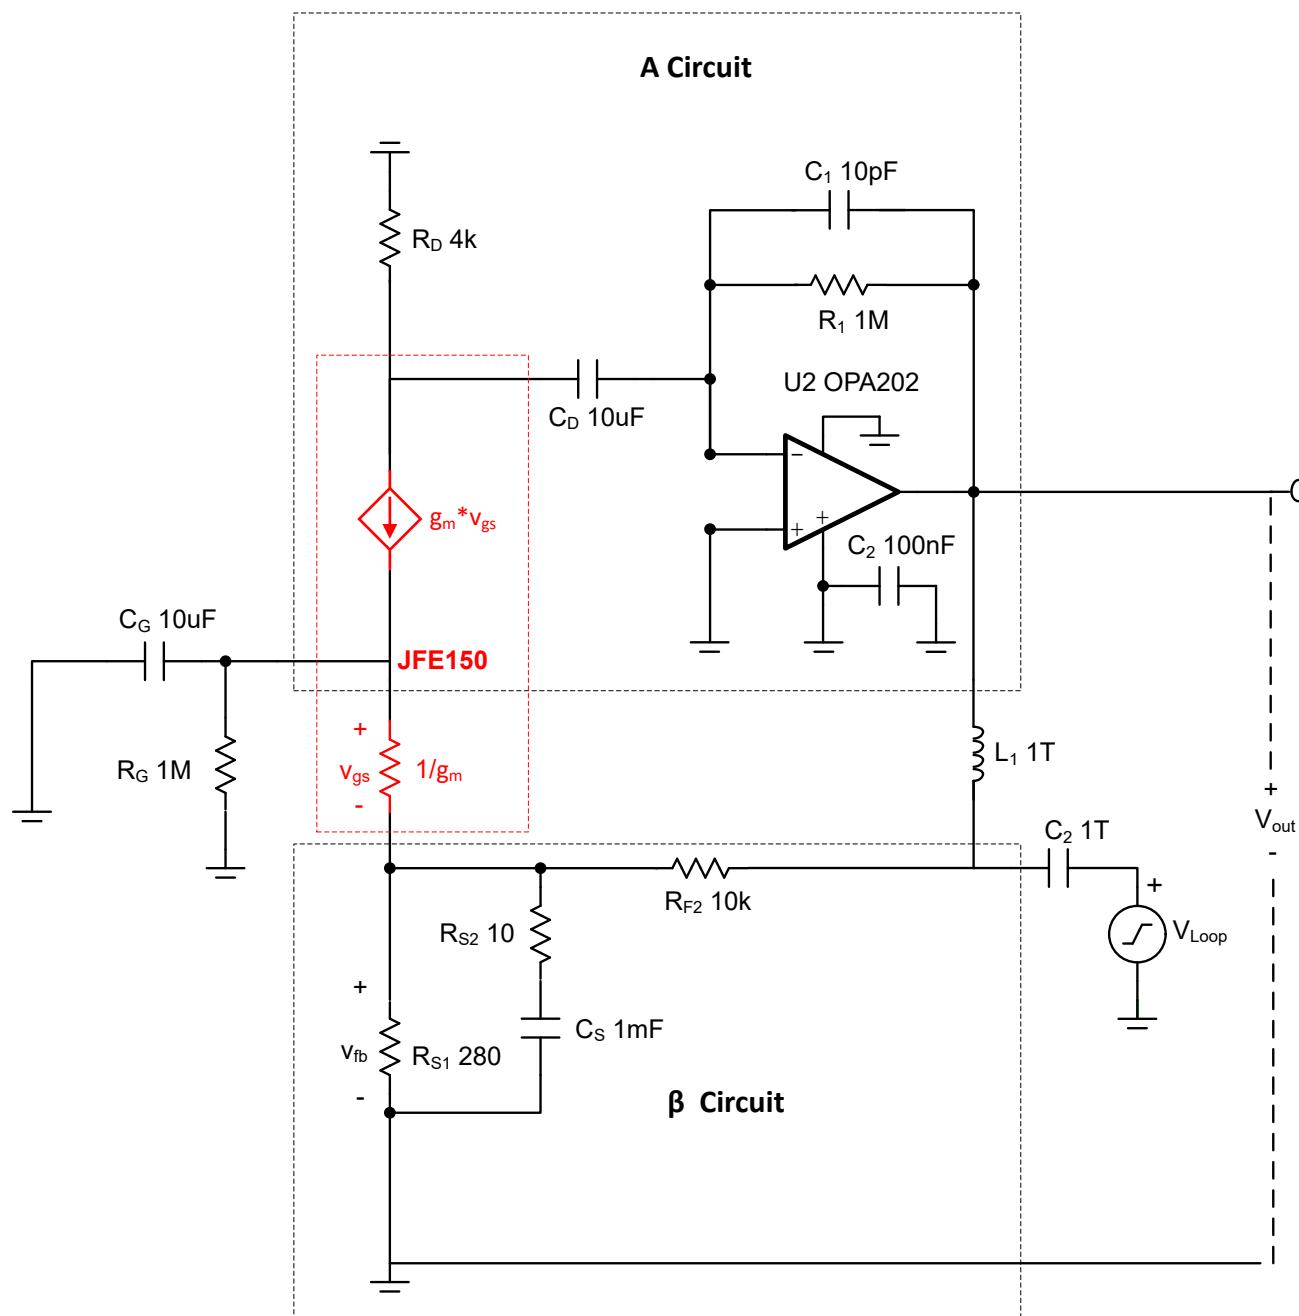 A Circuit
C1 10pF
RD 4k
R1 1M
U2 OPA202
CD 10uF
−
gm*vgs
+
+
C2 100nF
CG 10uF
JFE150
+
L1 1T
RG 1M
vgs
1/gm
-
+
Vout
-
C2 1T
+
RF2 10k
RS2 10
VLoop
+
CS 1mF
vfb
RS1 280
-
β Circuit